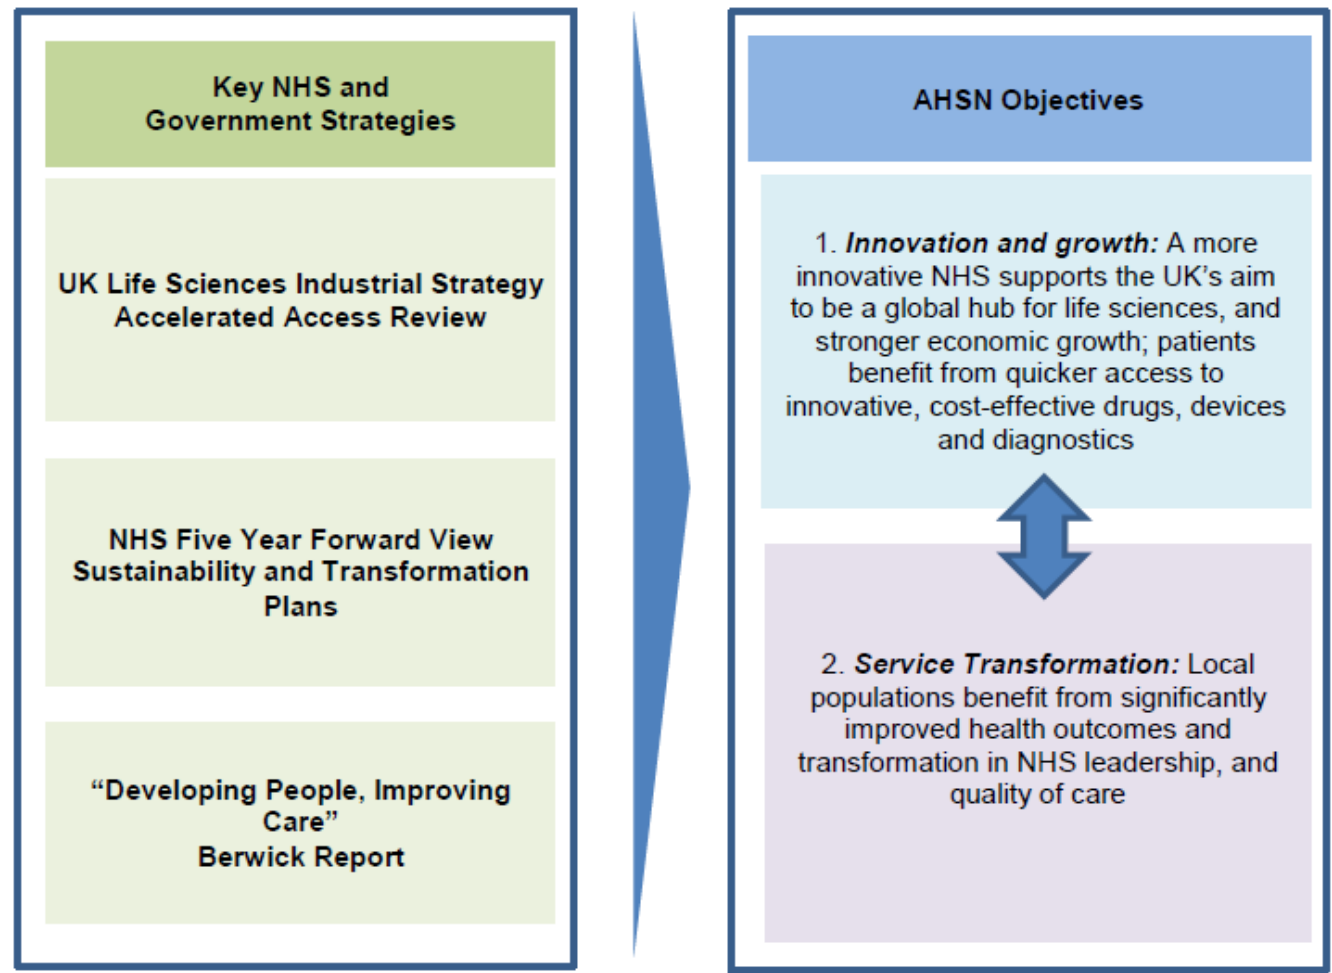 Key NHS and
Government Strategies
UK Life Sciences Industrial Strategy
Accelerated Access Review
NHS Five Year Forward View
Sustainability and Transformation
Plans
“Developing People, Improving
Care”
Berwick Report
AHSN Objectives
1. Innovation and growth: A more
innovative NHS supports the UK’s aim
to be a global hub for life sciences, and
stronger economic growth; patients
benefit from quicker access to
innovative, cost-effective drugs, devices
and diagnostics
2. Service Transformation: Local
populations benefit from significantly
improved health outcomes and
transformation in NHS leadership, and
quality of care